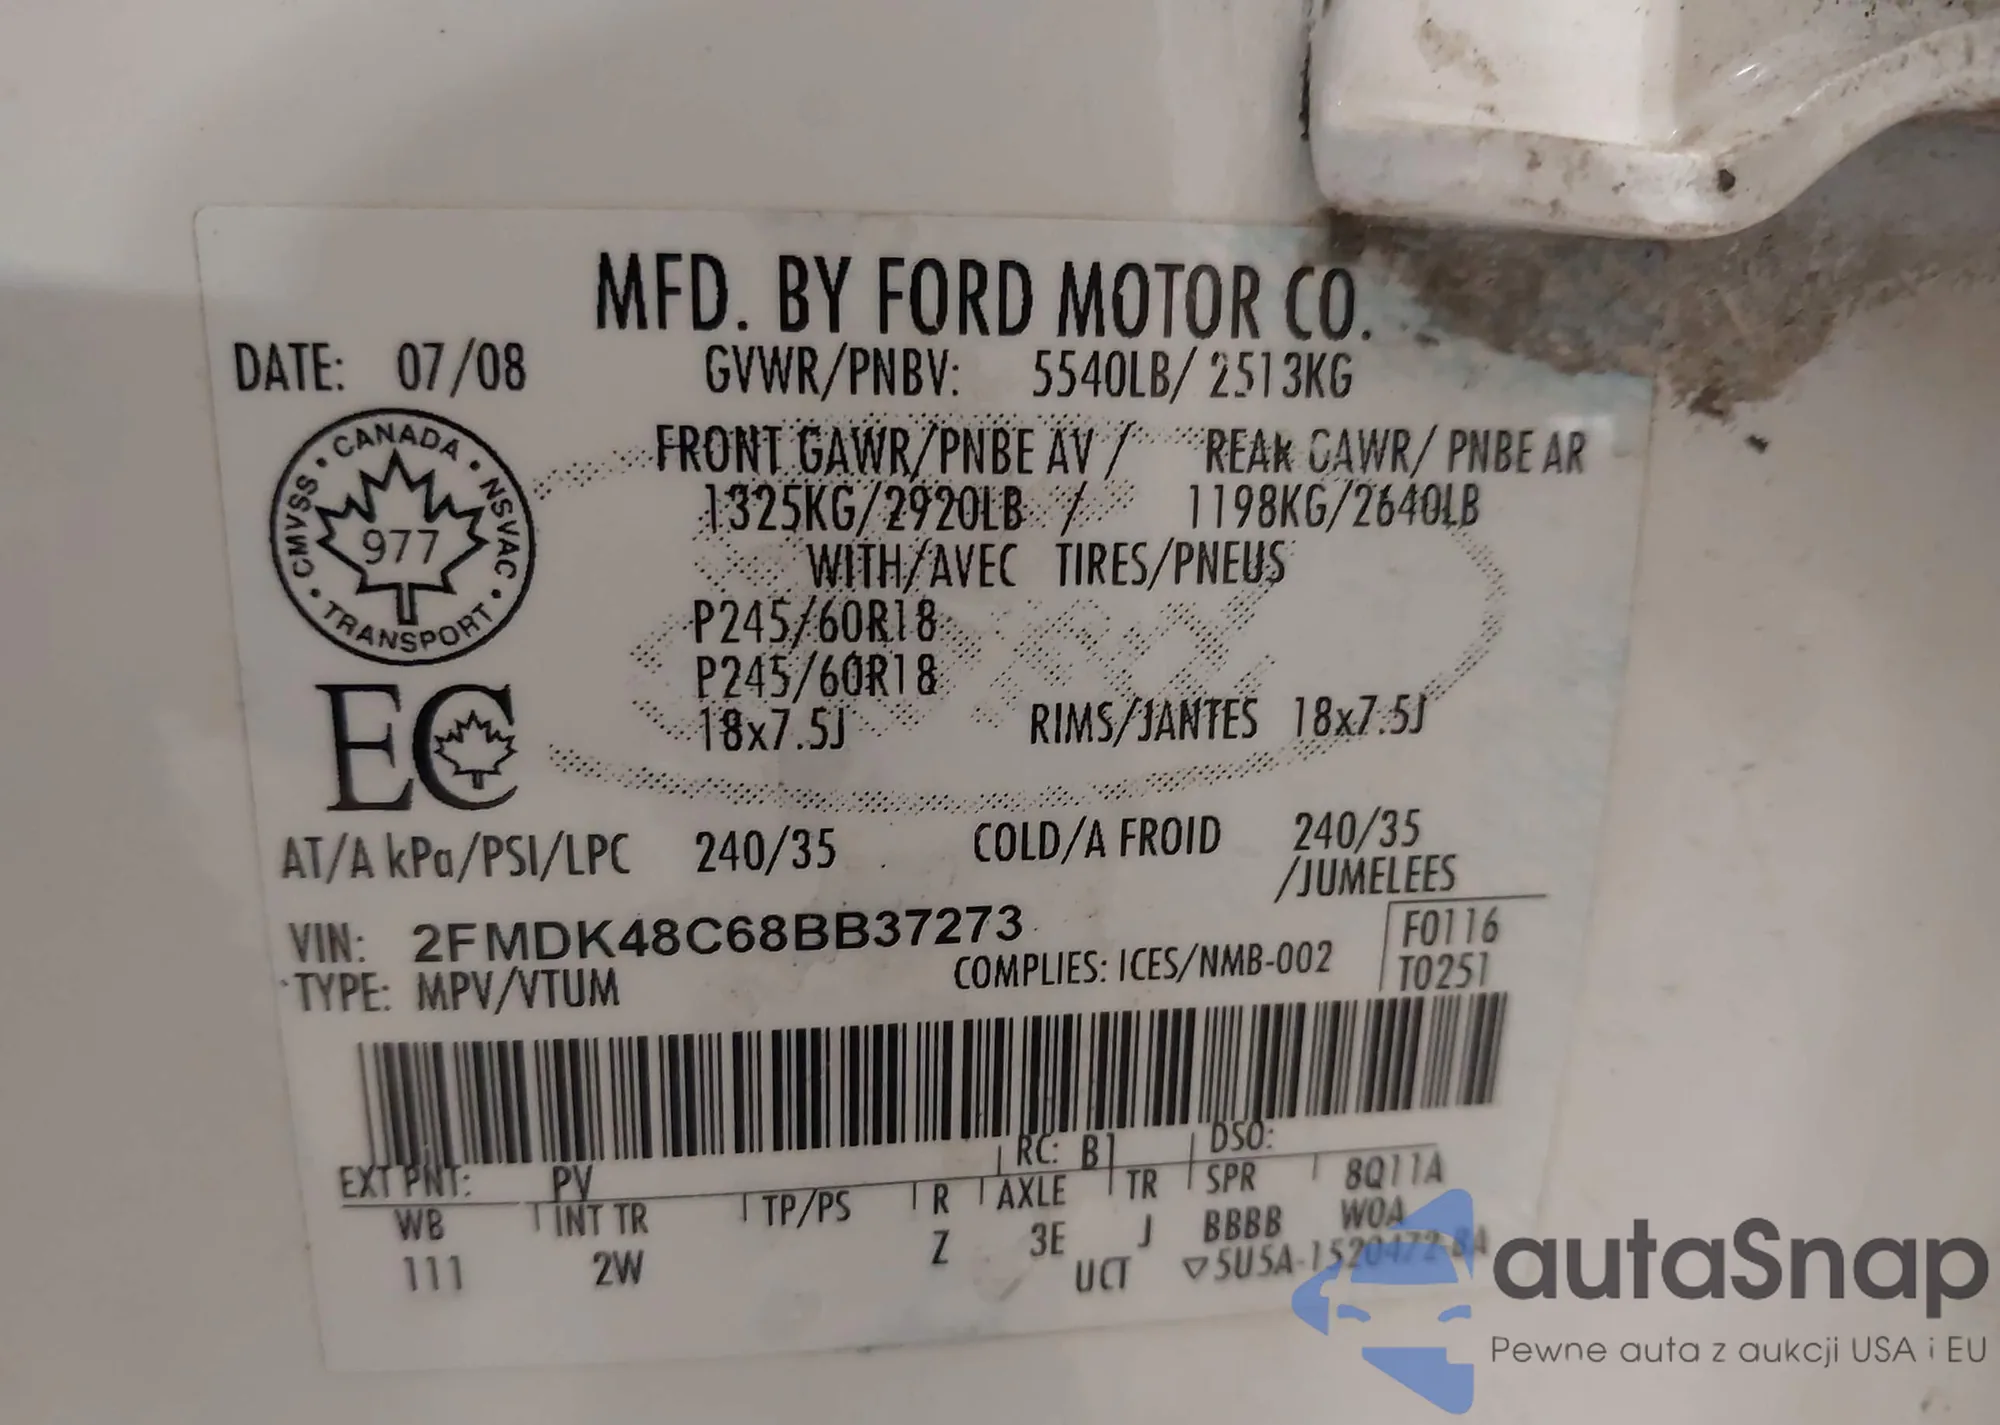 MFD. BY FORD MOTOR CO.
DATE: 07/08 GVWR/PNBV: 5540LB/ 2513KG
FRONT GAWR/PNBE AV / REAR GAWR/ PNBE AR
1325KG/2920LB / 1198KG/2640LB
WITH/AVEC TIRES/PNEUS
P245/60R18
P245/60R18
18x7.5J RIMS/JANTES 18x7.5J
CANADA • NSVAC • TRANSPORT • CMVSS •
977
EC
AT/A kPa/PSI/LPC 240/35 COLD/A FROID 240/35
/JUMELEES
VIN: 2FMDK48C68BB37273
F0116
TYPE: MPV/VTUM COMPLIES: ICES/NMB-002 T0251
RC: B1 DSO:
EXT PNT: PV AXLE TR SPR 8Q11A
WB INT TR TP/PS R 3E J BBBB W0A
111 2W Z UCT ▽5U5A-1520472-BA
autaSnap
Pewne auta z aukcji USA i EU